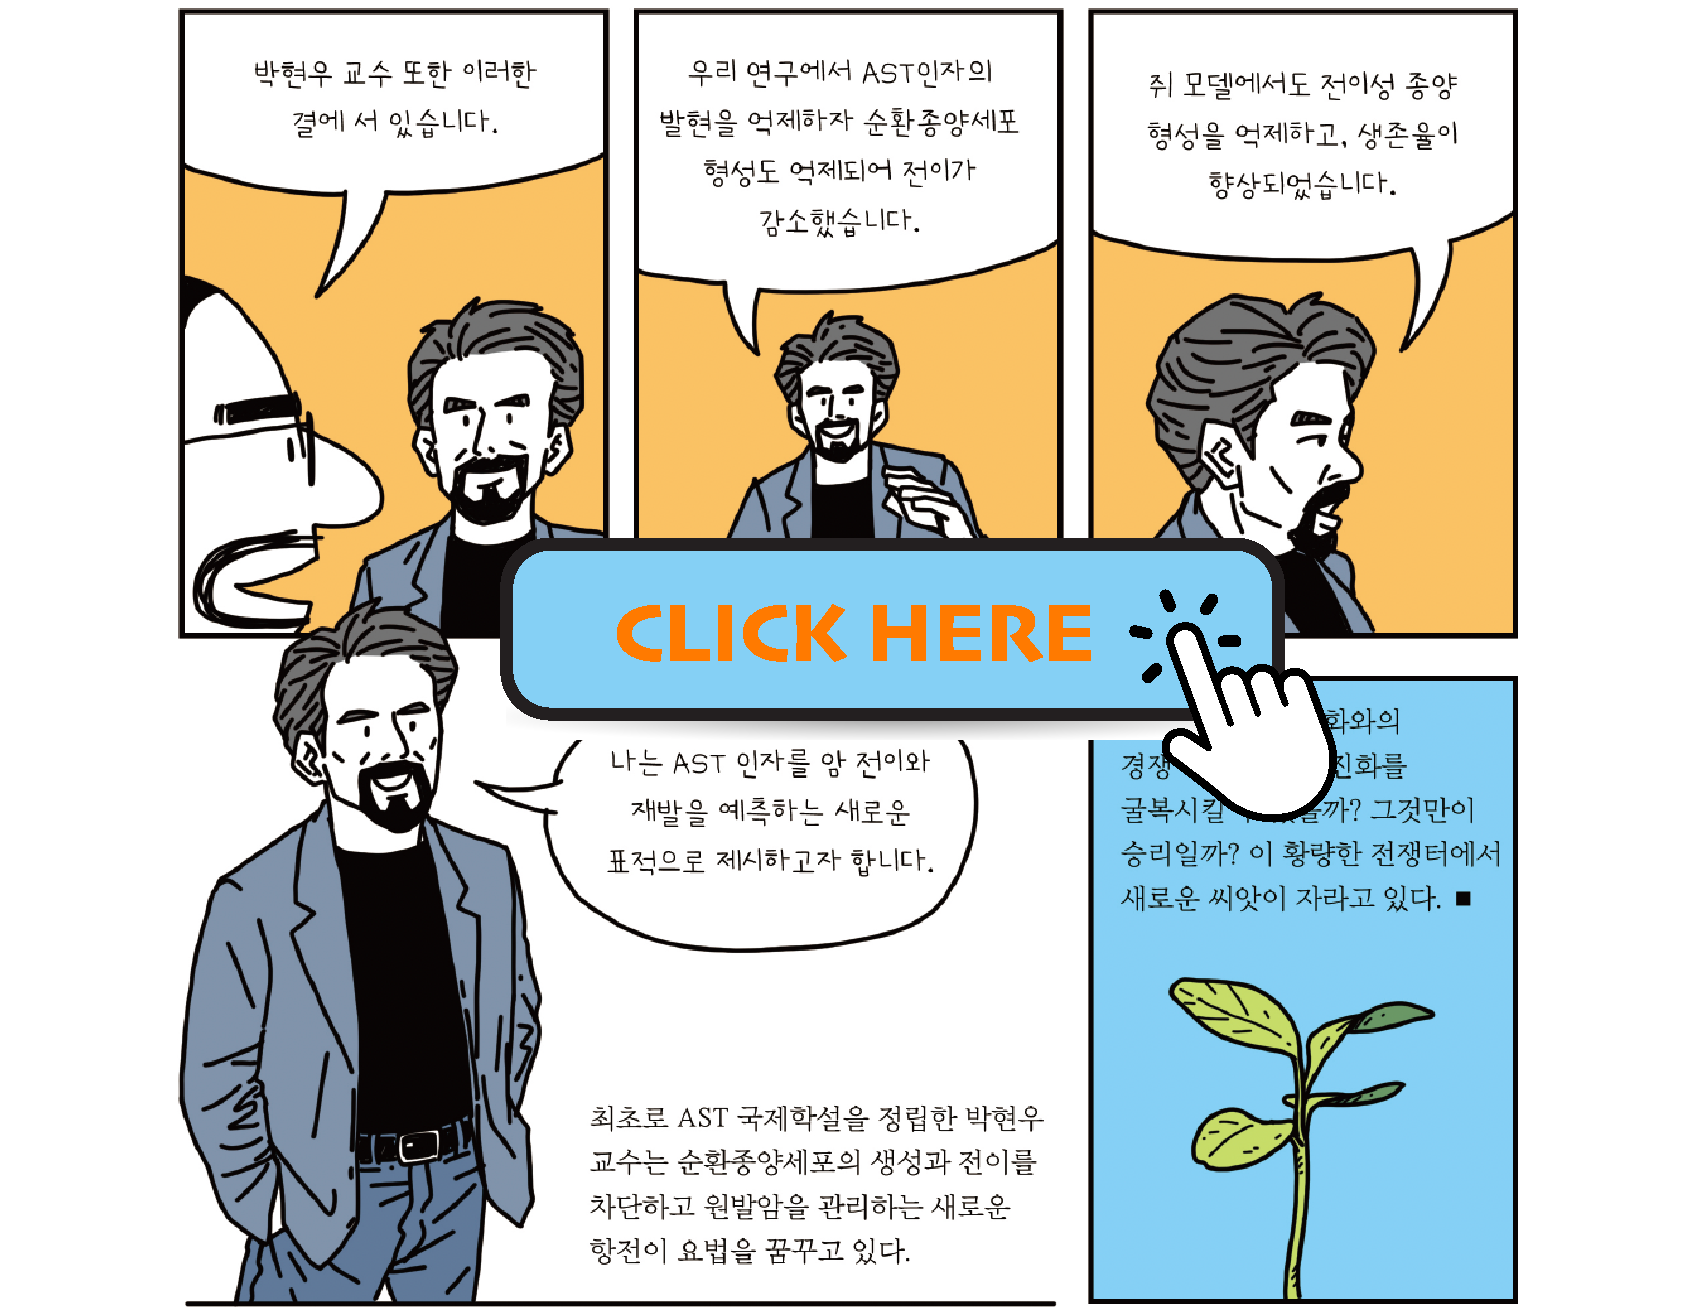 박현우 교수 또한 이러한
결에 서 있습니다.
우리 연구에서 AST인자의
발현을 억제하자 순환종양세포
형성도 억제되어 전이가
감소했습니다.
쥐 모델에서도 전이성 종양
형성을 억제하고, 생존율이
향상되었습니다.
CLICK HERE
나는 AST 인자를 암 전이와
재발을 예측하는 새로운
표적으로 제시하고자 합니다.
최초로 AST 국제학설을 정립한 박현우
교수는 순환종양세포의 생성과 전이를
차단하고 원발암을 관리하는 새로운
항전이 요법을 꿈꾸고 있다.
경쟁 진화를
굴복시킬 그것만이
승리일까? 이 황량한 전쟁터에서
새로운 씨앗이 자라고 있다. ■